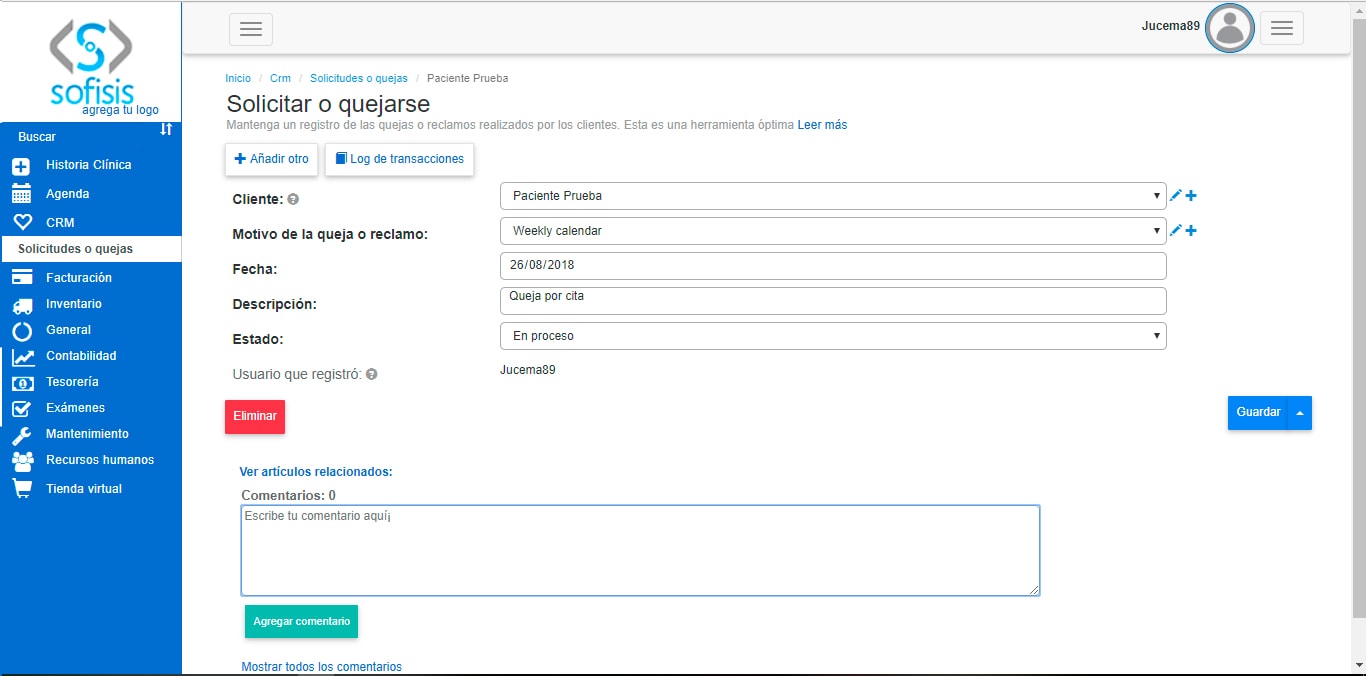 sofisis
agrega tu logo
Buscar
Historia Clínica
Agenda
CRM
Solicitudes o quejas
Facturación
Inventario
General
Contabilidad
Tesorería
Exámenes
Mantenimiento
Recursos humanos
Tienda virtual
Jucema89
Inicio / Crm / Solicitudes o quejas / Paciente Prueba
Solicitar o quejarse
Mantenga un registro de las quejas o reclamos realizados por los clientes. Esta es una herramienta óptima Leer más
Añadir otro
Log de transacciones
Cliente: Paciente Prueba
Motivo de la queja o reclamo: Weekly calendar
Fecha: 26/08/2018
Descripción: Queja por cita
Estado: En proceso
Usuario que registró: Jucema89
Eliminar
Guardar
Ver artículos relacionados:
Comentarios: 0
Escribe tu comentario aquí¡
Agregar comentario
Mostrar todos los comentarios